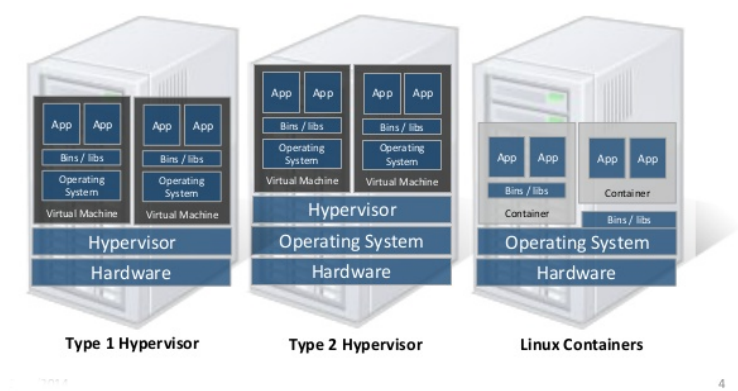 App App
Bins / libs
Operating
System
Virtual Machine
App App
Bins / libs
Operating
System
Virtual Machine
Hypervisor
Hardware
Type 1 Hypervisor
App App
Bins / libs
Operating
System
Virtual Machine
App App
Bins / libs
Operating
System
Virtual Machine
Hypervisor
Operating System
Hardware
Type 2 Hypervisor
App App
Bins / libs
Container
App App
Container
Bins / libs
Operating System
Hardware
Linux Containers
4